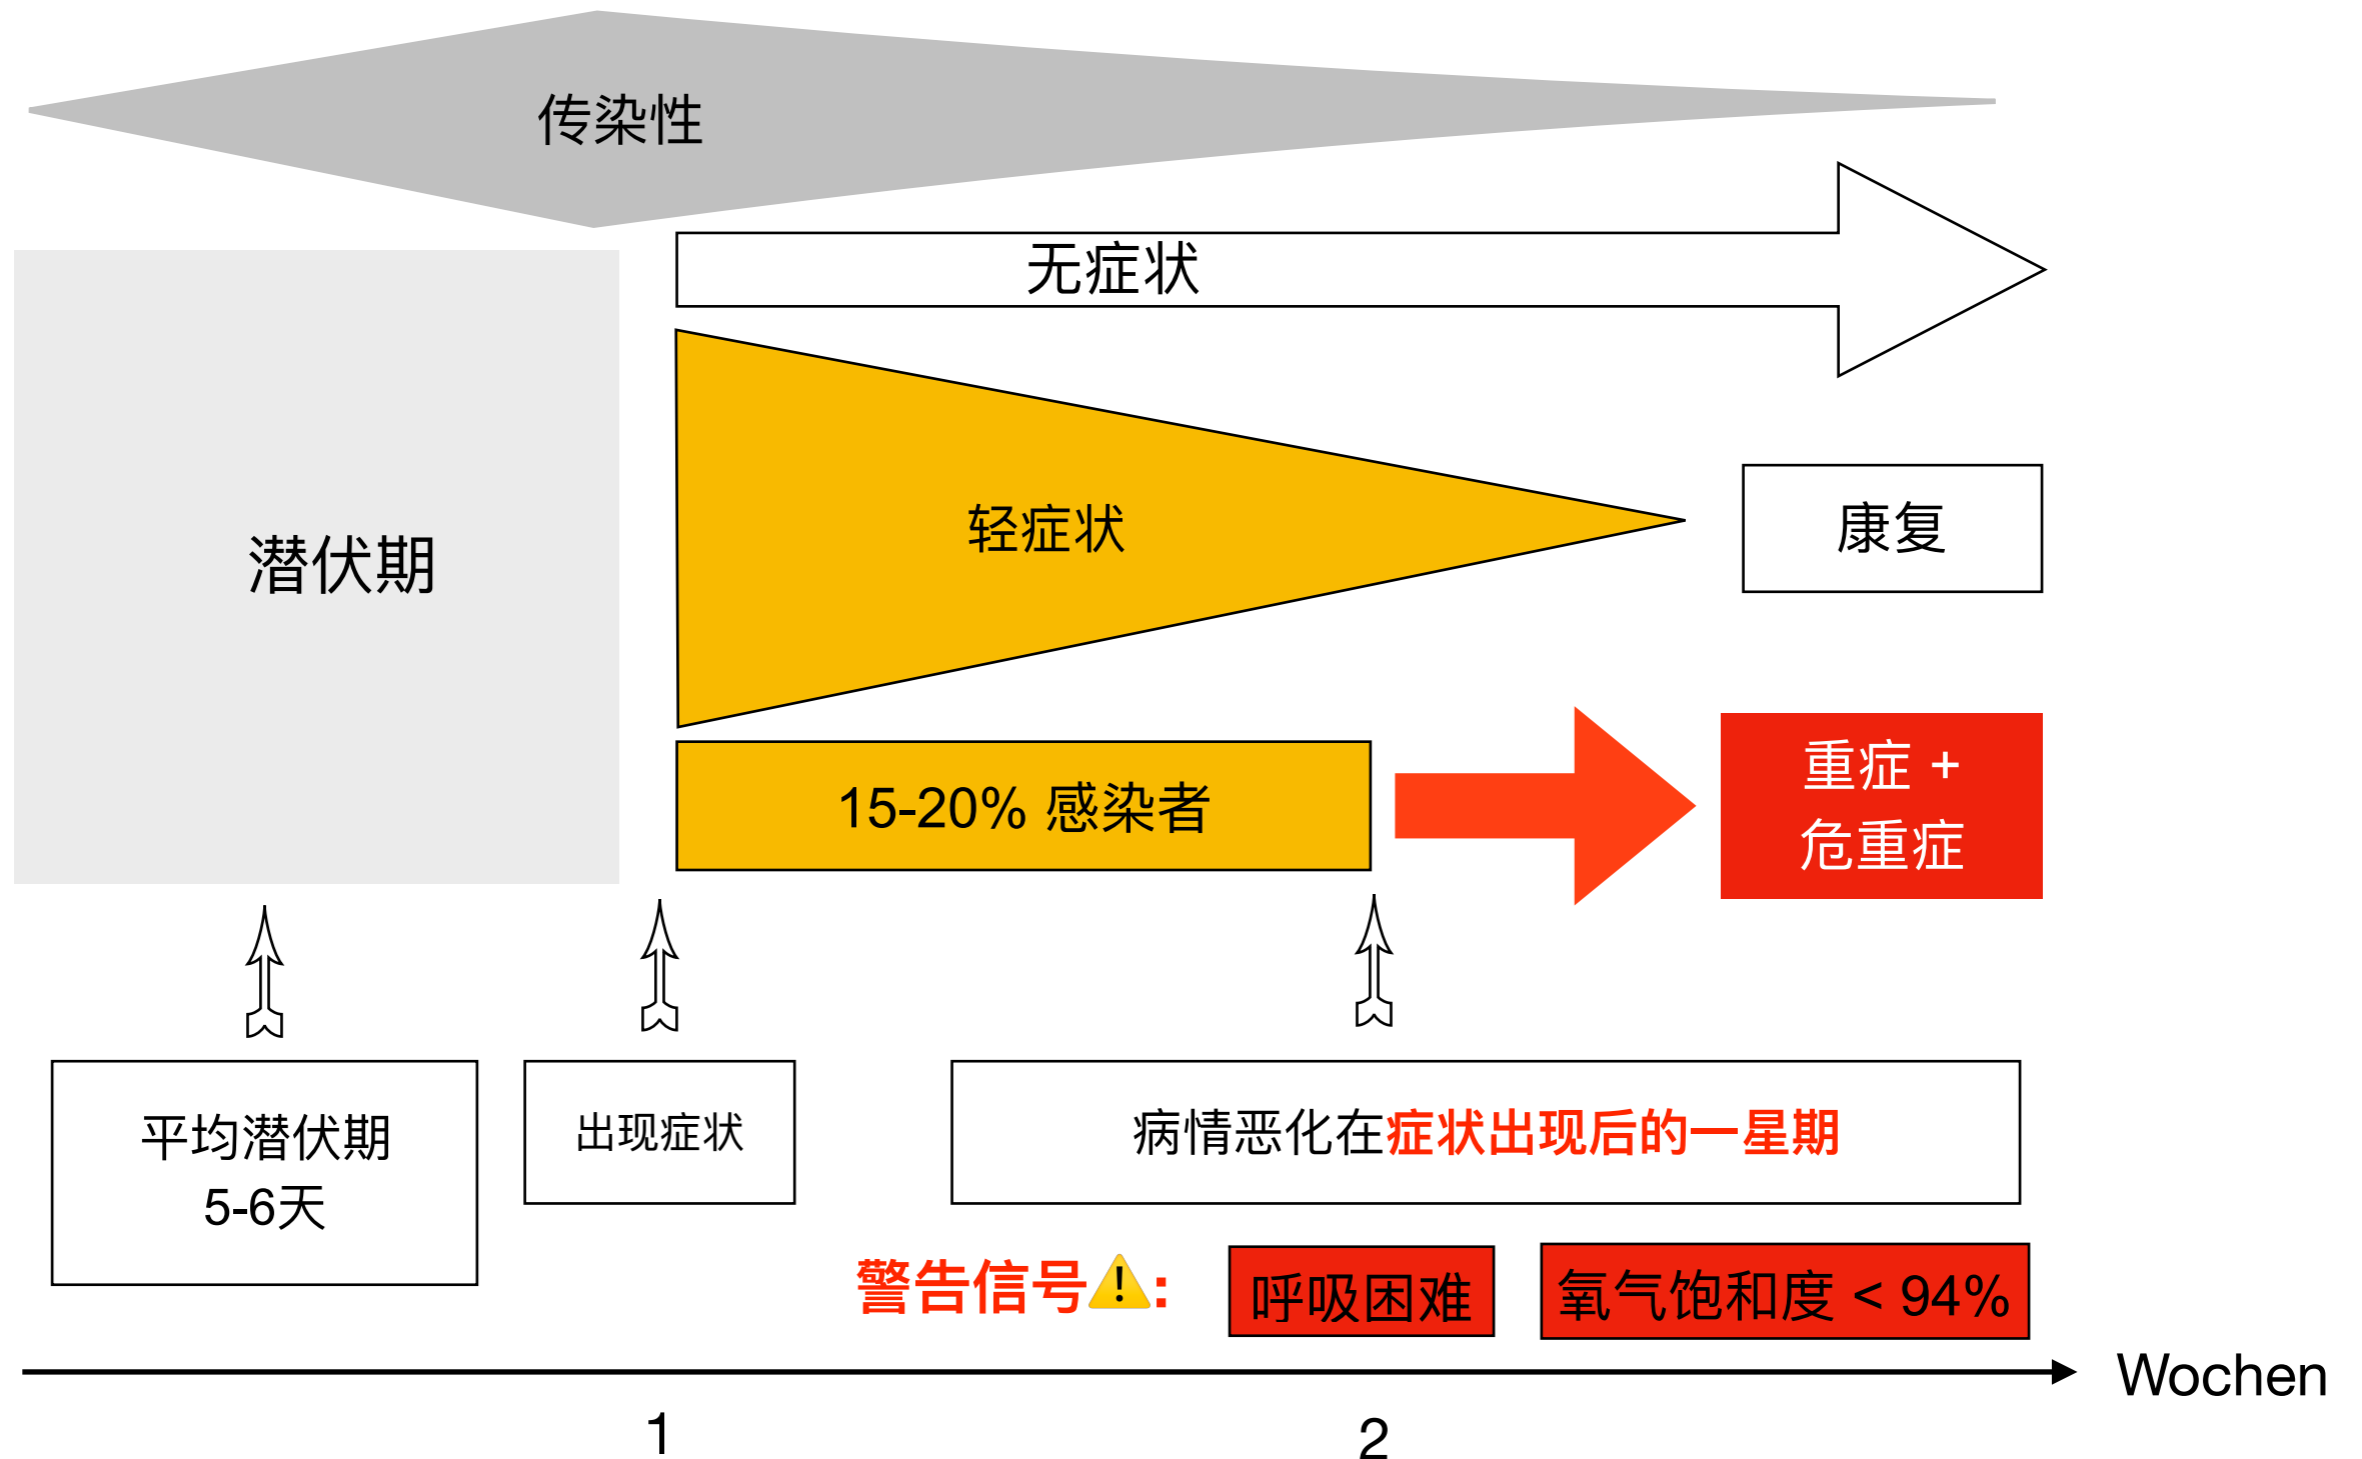 传染性
无症状
潜伏期
轻症状
康复
15-20% 感染者
重症 +
危重症
平均潜伏期
5-6天
出现症状
病情恶化在症状出现后的一星期
警告信号⚠️:
呼吸困难
氧气饱和度 < 94%
Wochen
1
2